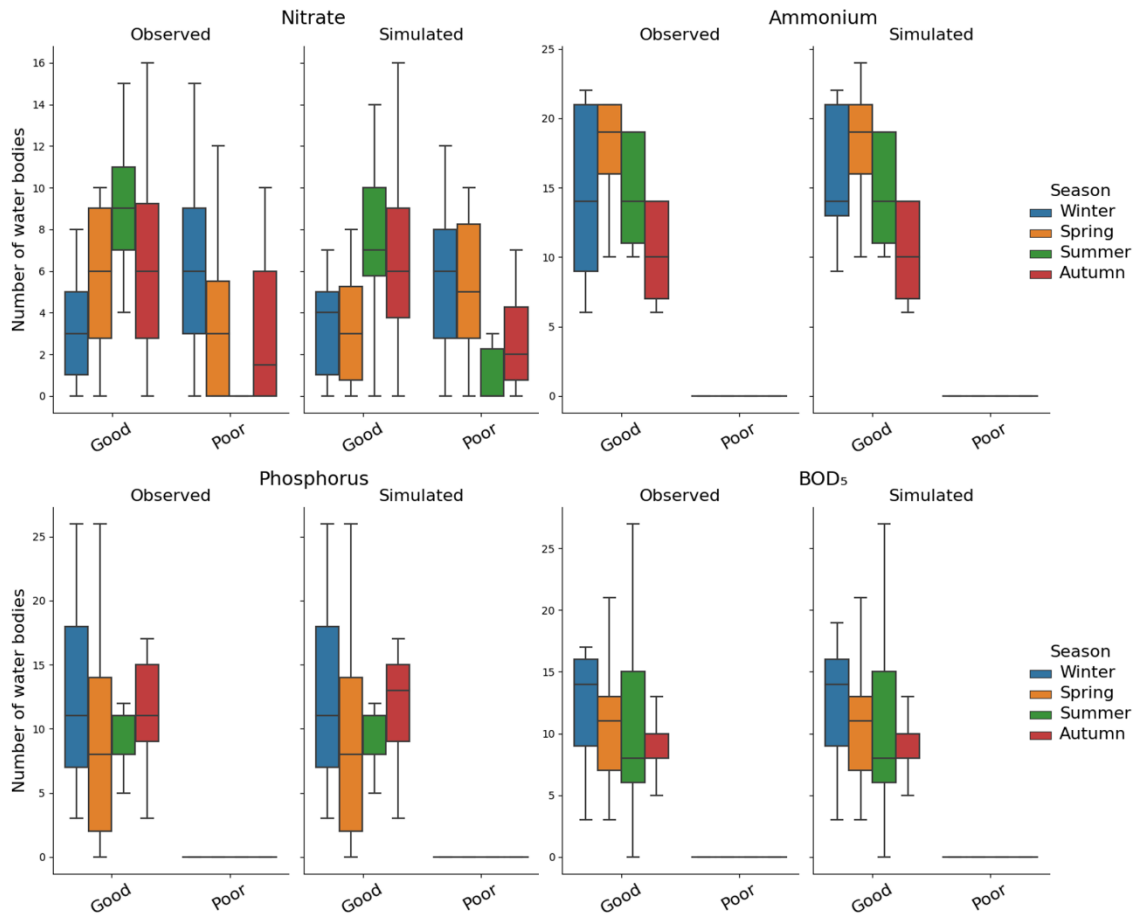 Nitrate
Ammonium
Observed
Simulated
Observed
Simulated
Number of water bodies
16
14
12
10
8
6
4
2
0
25
20
15
10
5
0
Good
Poor
Good
Poor
Good
Poor
Good
Poor
Season
Winter
Spring
Summer
Autumn
Phosphorus
BOD₅
Observed
Simulated
Observed
Simulated
Number of water bodies
25
20
15
10
5
0
25
20
15
10
5
0
Good
Poor
Good
Poor
Good
Poor
Good
Poor
Season
Winter
Spring
Summer
Autumn